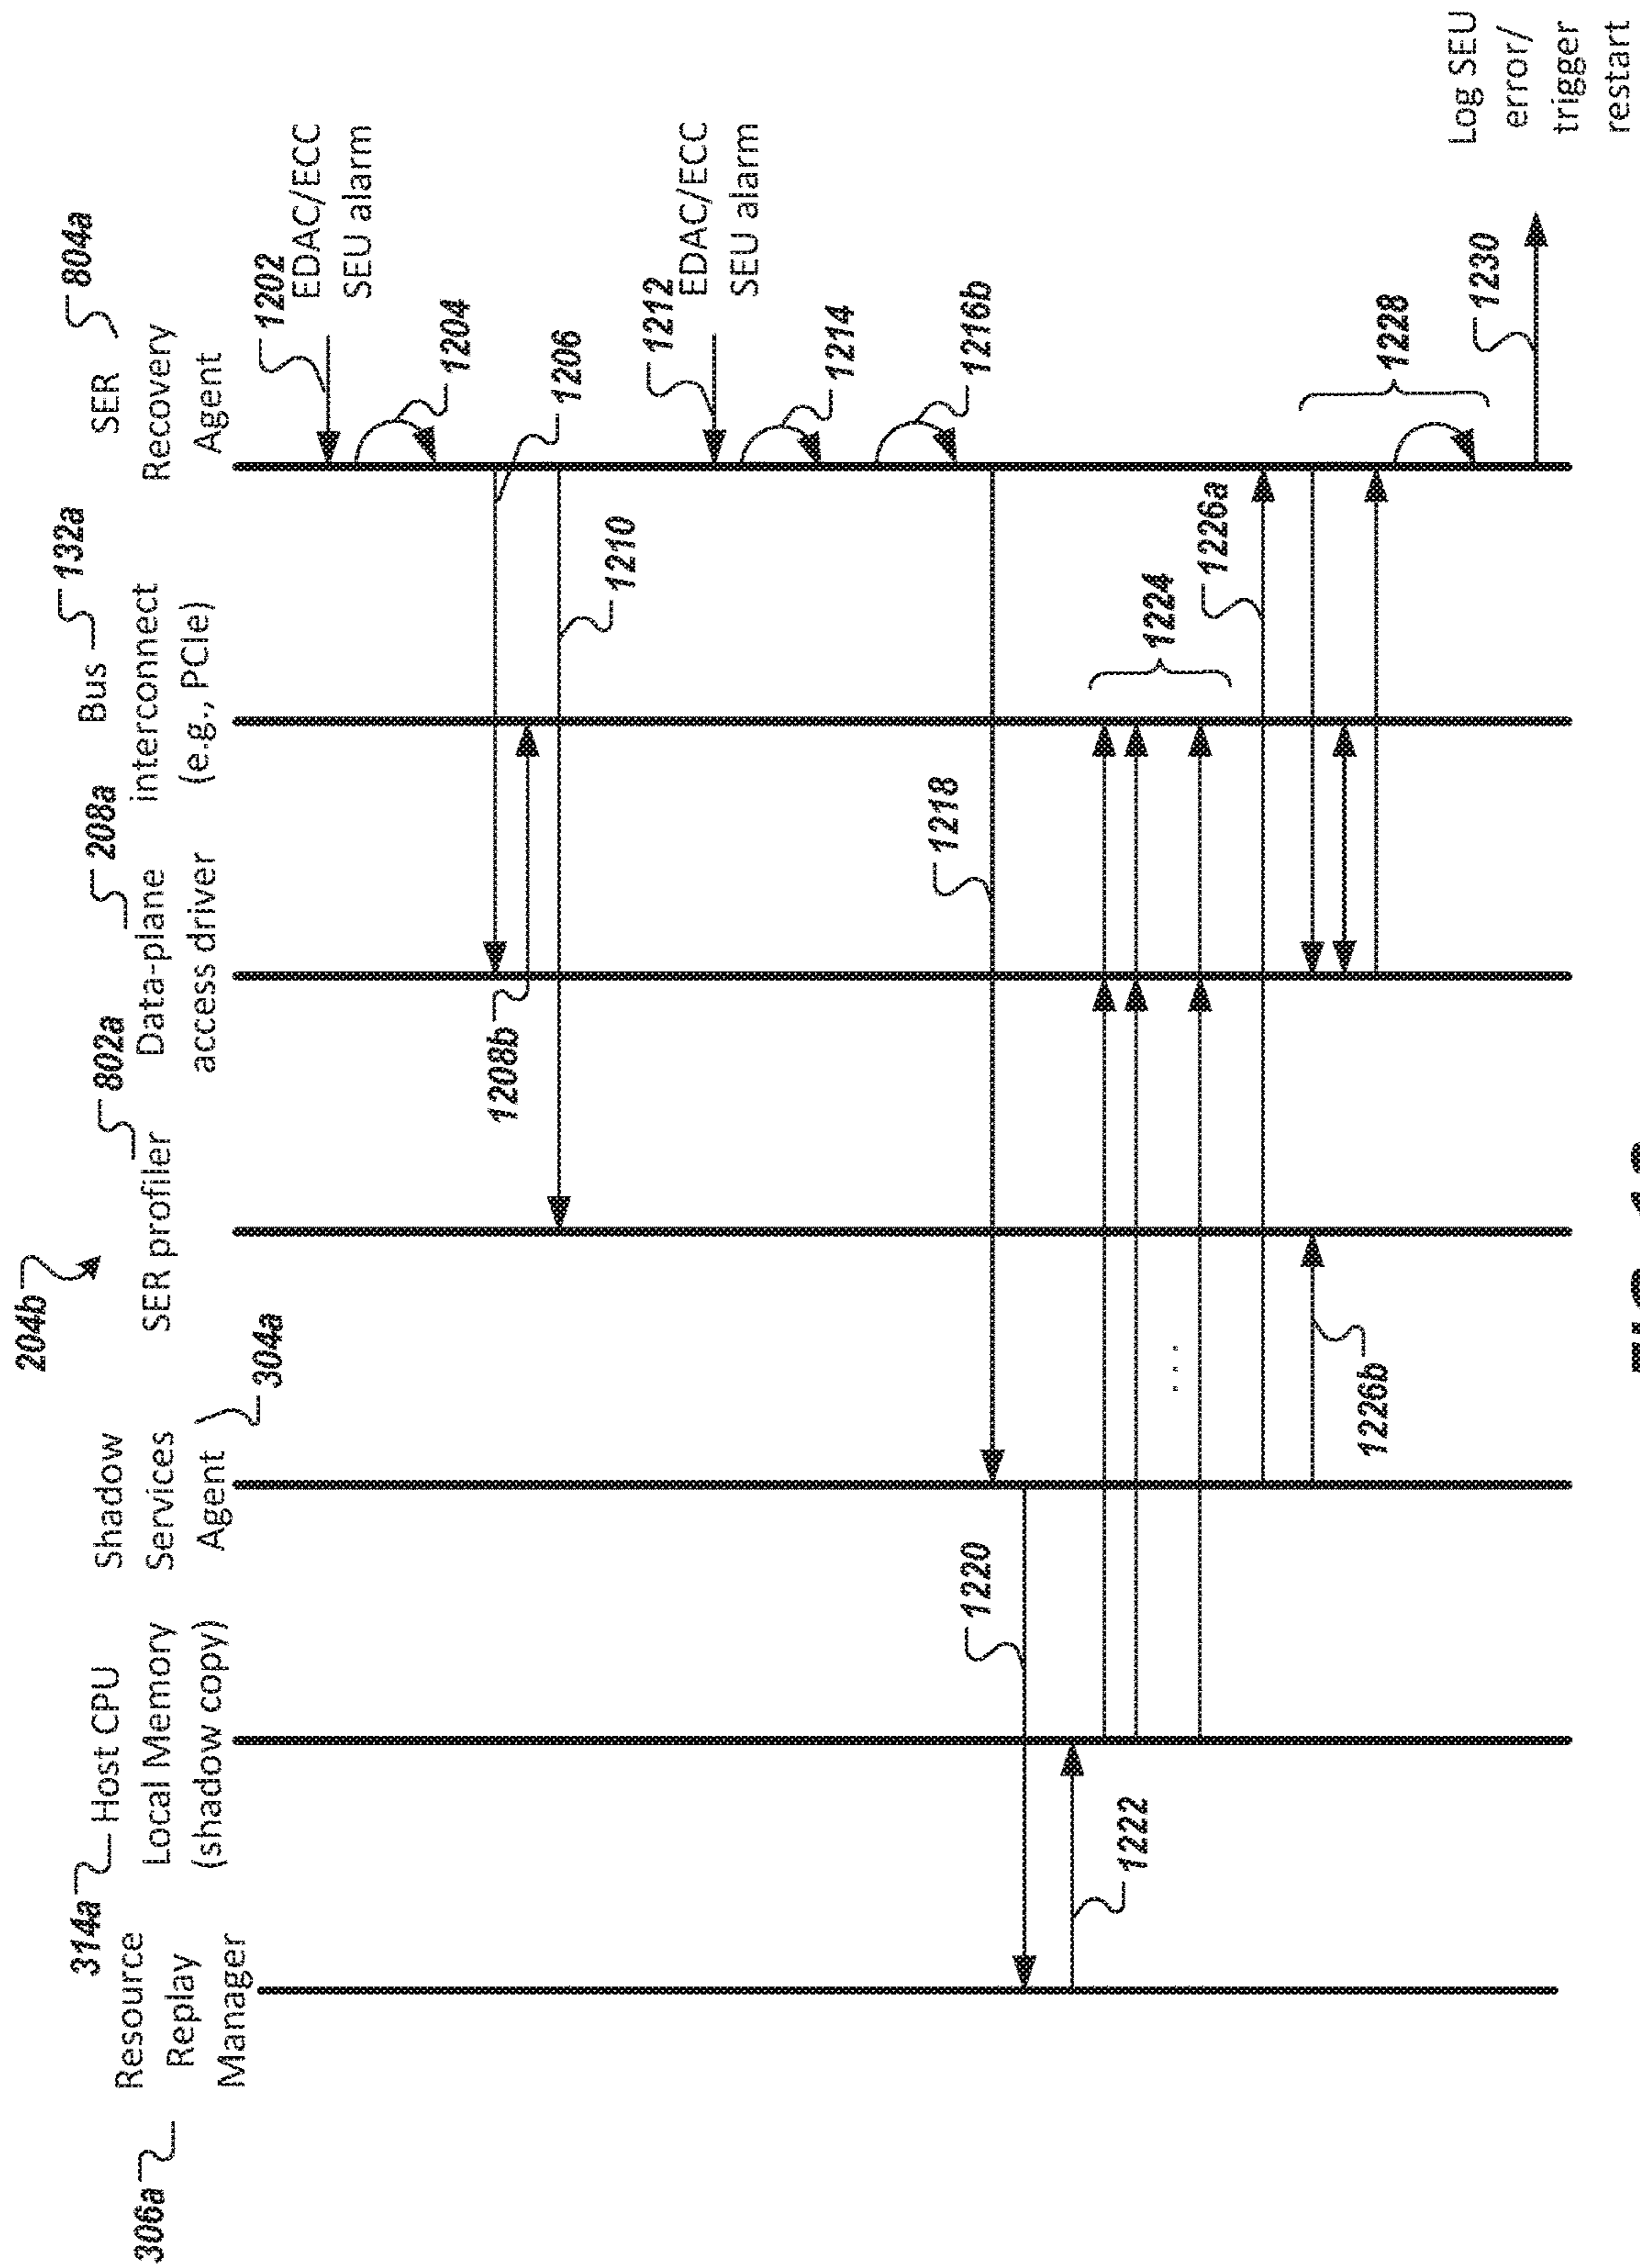 204b
306a
Resource
Replay
Manager
314a
Host CPU
Local Memory
(shadow copy)
Shadow
Services
Agent
304a
SER profiler
802a
Data-plane
access driver
208a
Bus
interconnect
(e.g., PCIe)
132a
SER
Recovery
Agent
804a
1202
EDAC/ECC
SEU alarm
1204
1206
1208b
1210
1212
EDAC/ECC
SEU alarm
1214
1216b
1218
1220
1222
1224
...
1226a
1226b
1228
1230
Log SEU
error/
trigger
restart